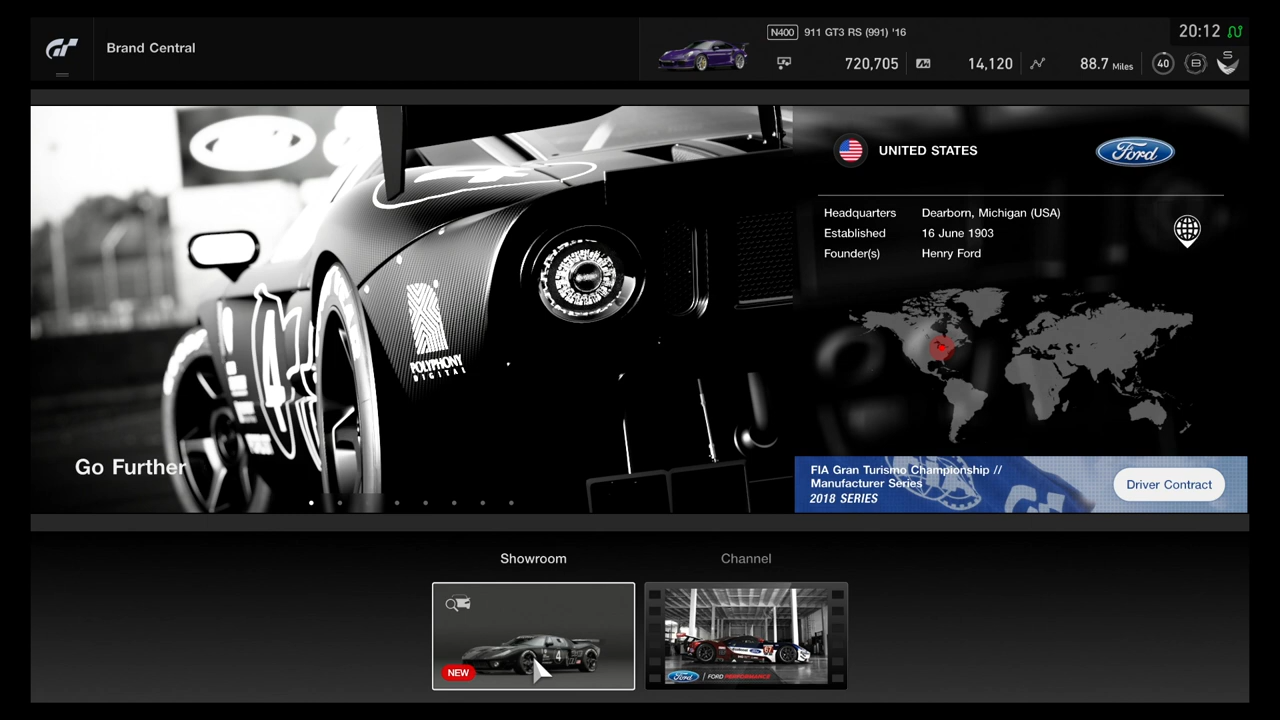 Brand Central
N400 911 GT3 RS (991) '16
20:12
720,705
14,120
88.7 Miles
40
B
S
UNITED STATES
Ford
Headquarters Dearborn, Michigan (USA)
Established 16 June 1903
Founder(s) Henry Ford
4
POLYPHONY
DIGITAL
Go Further
FIA Gran Turismo Championship //
Manufacturer Series
2018 SERIES
Driver Contract
Showroom
Channel
4
NEW
Ford
FORD PERFORMANCE